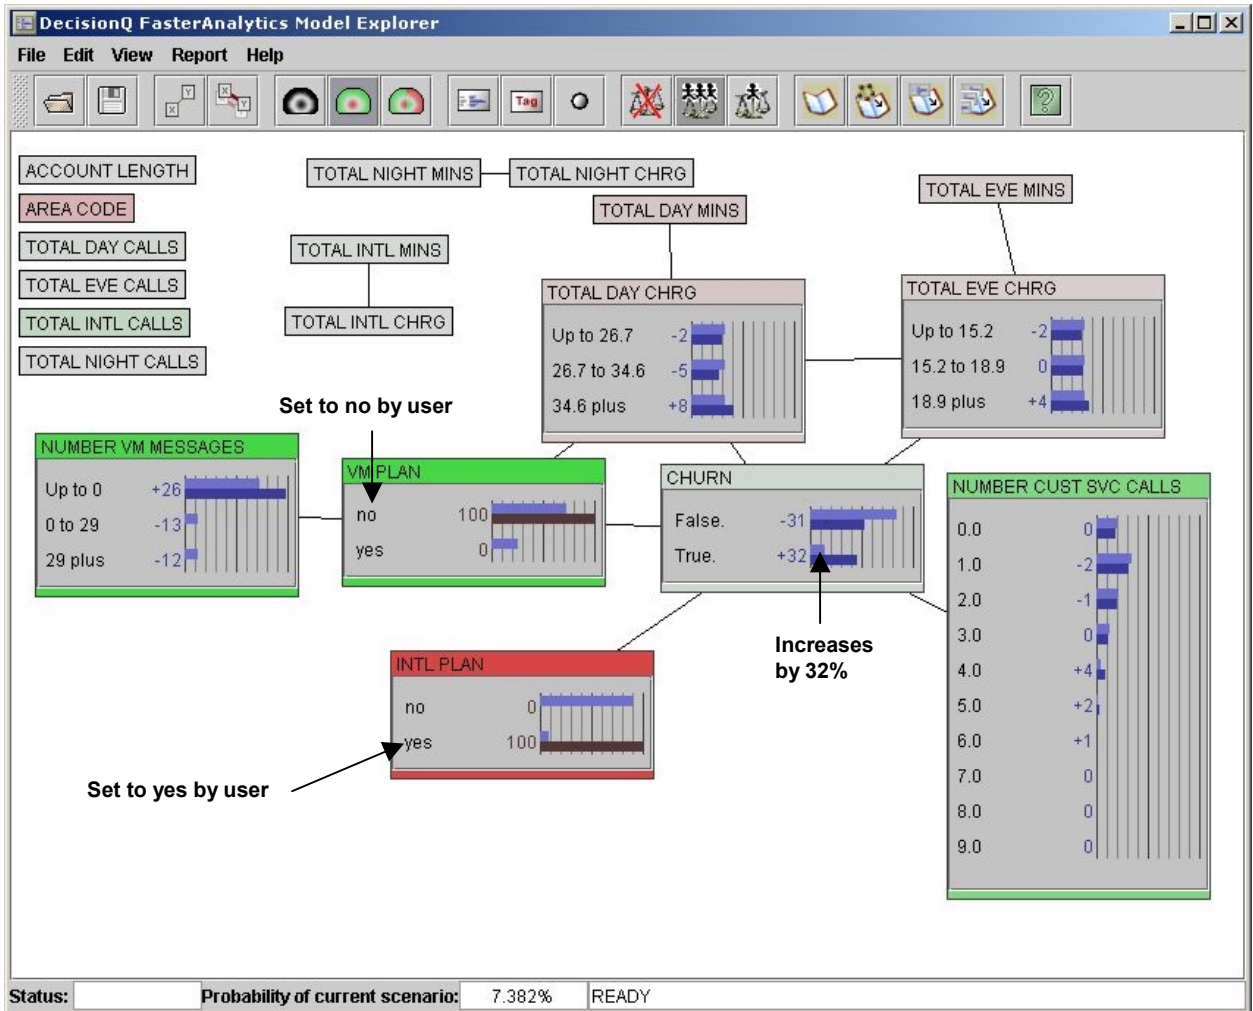 DecisionQ FasterAnalytics Model Explorer
File Edit View Report Help
X Y
X Y
Tag
?
ACCOUNT LENGTH
AREA CODE
TOTAL DAY CALLS
TOTAL EVE CALLS
TOTAL INTL CALLS
TOTAL NIGHT CALLS
TOTAL NIGHT MINS
TOTAL NIGHT CHRG
TOTAL DAY MINS
TOTAL EVE MINS
TOTAL INTL MINS
TOTAL INTL CHRG
TOTAL DAY CHRG
Up to 26.7 -2
26.7 to 34.6 -5
34.6 plus +8
TOTAL EVE CHRG
Up to 15.2 -2
15.2 to 18.9 0
18.9 plus +4
Set to no by user
NUMBER VM MESSAGES
Up to 0 +26
0 to 29 -13
29 plus -12
VM PLAN
no 100
yes 0
CHURN
False. -31
True. +32
Increases
by 32%
NUMBER CUST SVC CALLS
0.0 0
1.0 -2
2.0 -1
3.0 0
4.0 +4
5.0 +2
6.0 +1
7.0 0
8.0 0
9.0 0
INTL PLAN
no 0
yes 100
Set to yes by user
Status: Probability of current scenario: 7.382% READY